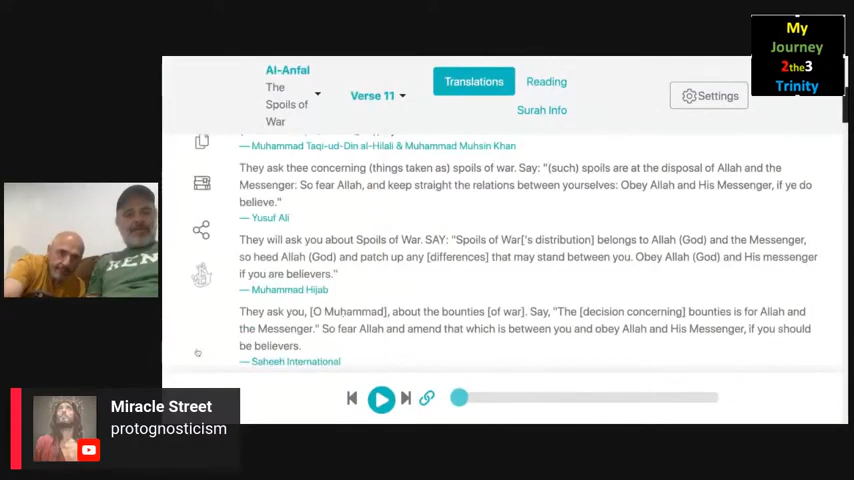 My
Journey
2the3
Trinity
Al-Anfal
The
Spoils of
War
Verse 11
Translations
Reading
Surah Info
Settings
— Muhammad Taqi-ud-Din al-Hilali & Muhammad Muhsin Khan
They ask thee concerning (things taken as) spoils of war. Say: "(such) spoils are at the disposal of Allah and the
Messenger: So fear Allah, and keep straight the relations between yourselves: Obey Allah and His Messenger, if ye do
believe."
— Yusuf Ali
They will ask you about Spoils of War. SAY: "Spoils of War['s distribution] belongs to Allah (God) and the Messenger,
so heed Allah (God) and patch up any [differences] that may stand between you. Obey Allah (God) and His messenger
if you are believers."
— Muhammad Hijab
They ask you, [O Muḥammad], about the bounties [of war]. Say, "The [decision concerning] bounties is for Allah and
the Messenger." So fear Allah and amend that which is between you and obey Allah and His Messenger, if you should
be believers.
— Saheeh International
Miracle Street
protognosticism